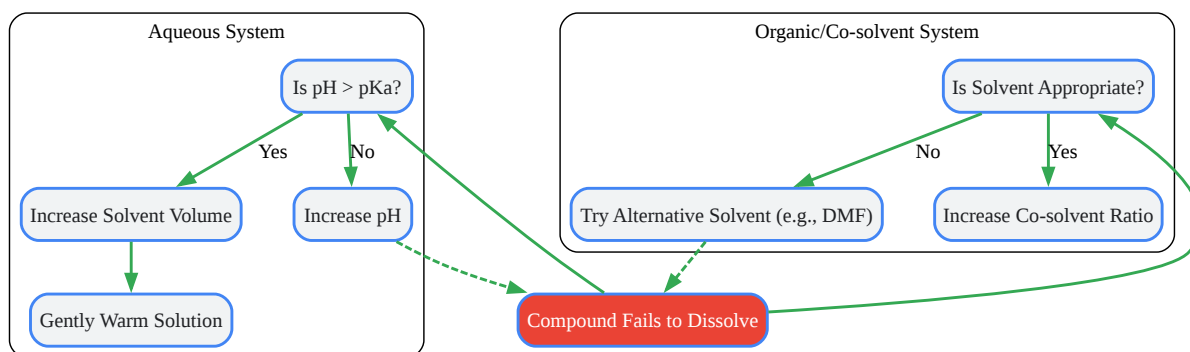 Aqueous System
Is pH > pKa?
Yes
No
Increase Solvent Volume
Increase pH
Gently Warm Solution
Organic/Co-solvent System
Is Solvent Appropriate?
No
Yes
Try Alternative Solvent (e.g., DMF)
Increase Co-solvent Ratio
Compound Fails to Dissolve